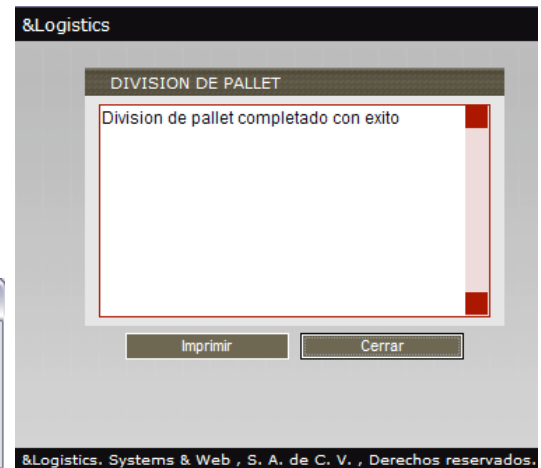 &Logistics
DIVISION DE PALLET
Division de pallet completado con exito
Imprimir
Cerrar
&Logistics. Systems & Web , S. A. de C. V. , Derechos reservados.